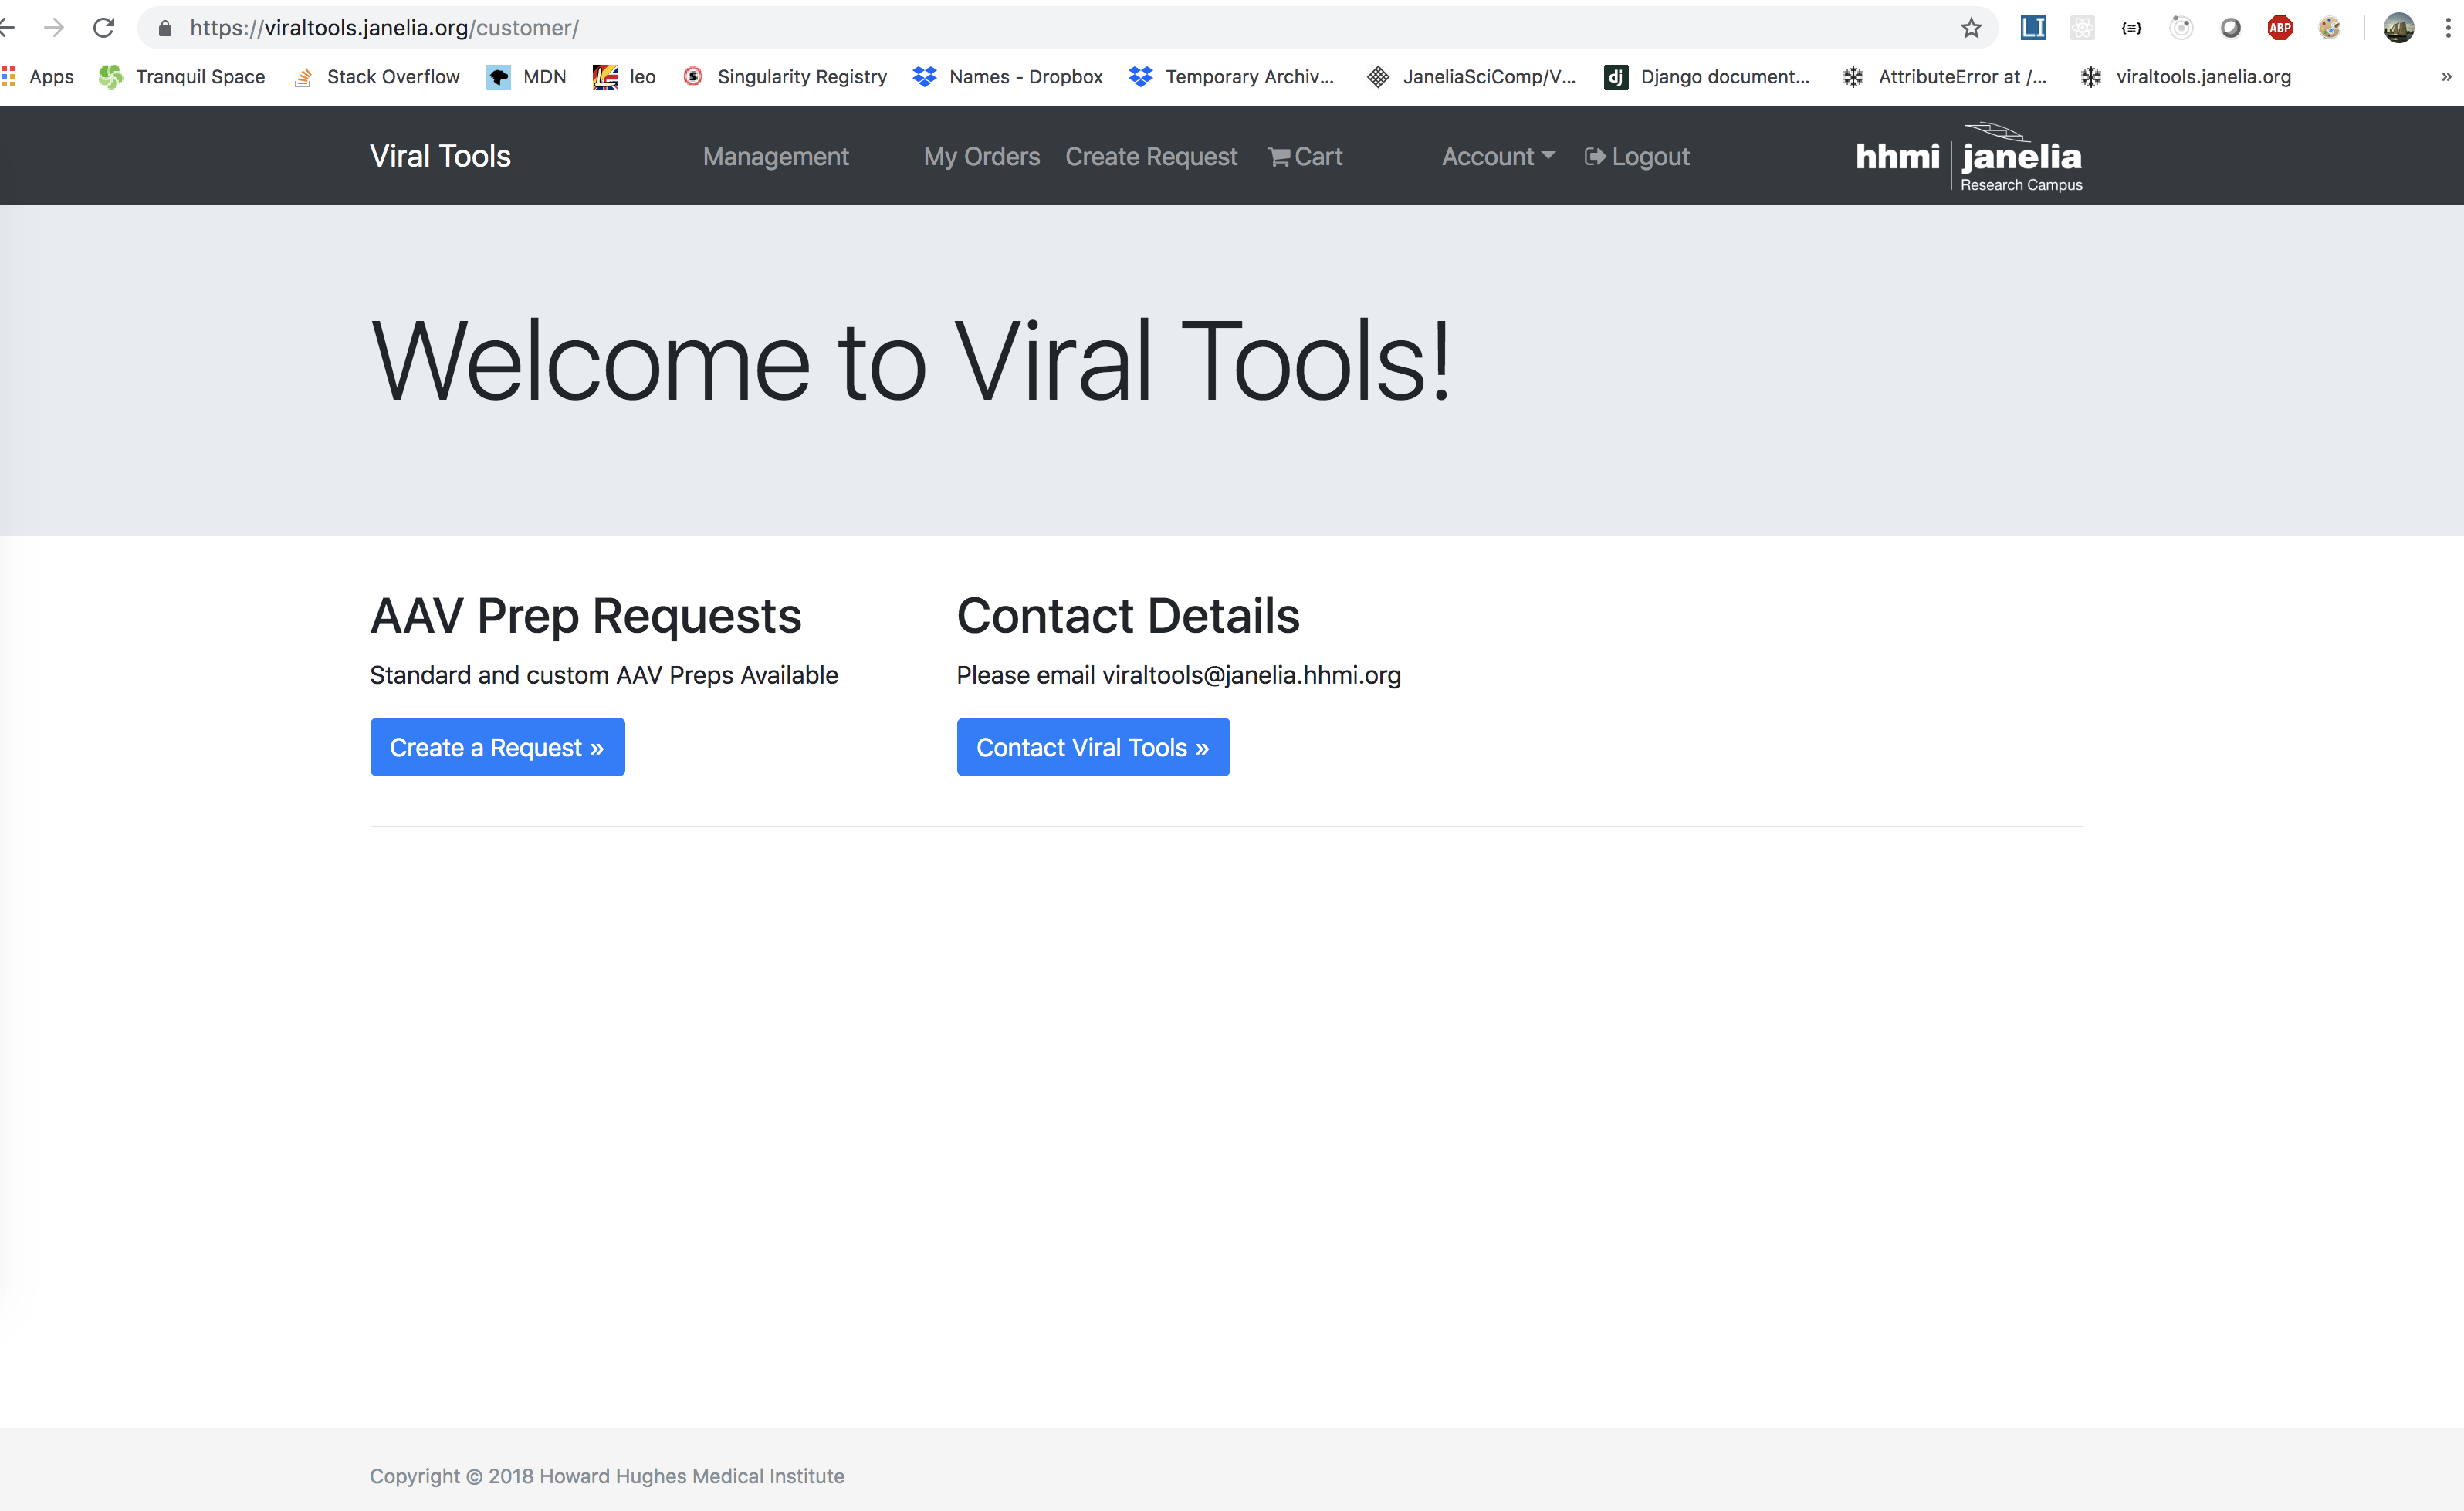 https://viraltools.janelia.org/customer/
LI {≡} ABP
Apps Tranquil Space Stack Overflow MDN leo Singularity Registry Names - Dropbox Temporary Archiv... JaneliaSciComp/V... dj Django document... AttributeError at /... viraltools.janelia.org »
Viral Tools Management My Orders Create Request Cart Account Logout hhmi janelia
Research Campus
Welcome to Viral Tools!
AAV Prep Requests
Standard and custom AAV Preps Available
Create a Request »
Contact Details
Please email viraltools@janelia.hhmi.org
Contact Viral Tools »
Copyright © 2018 Howard Hughes Medical Institute